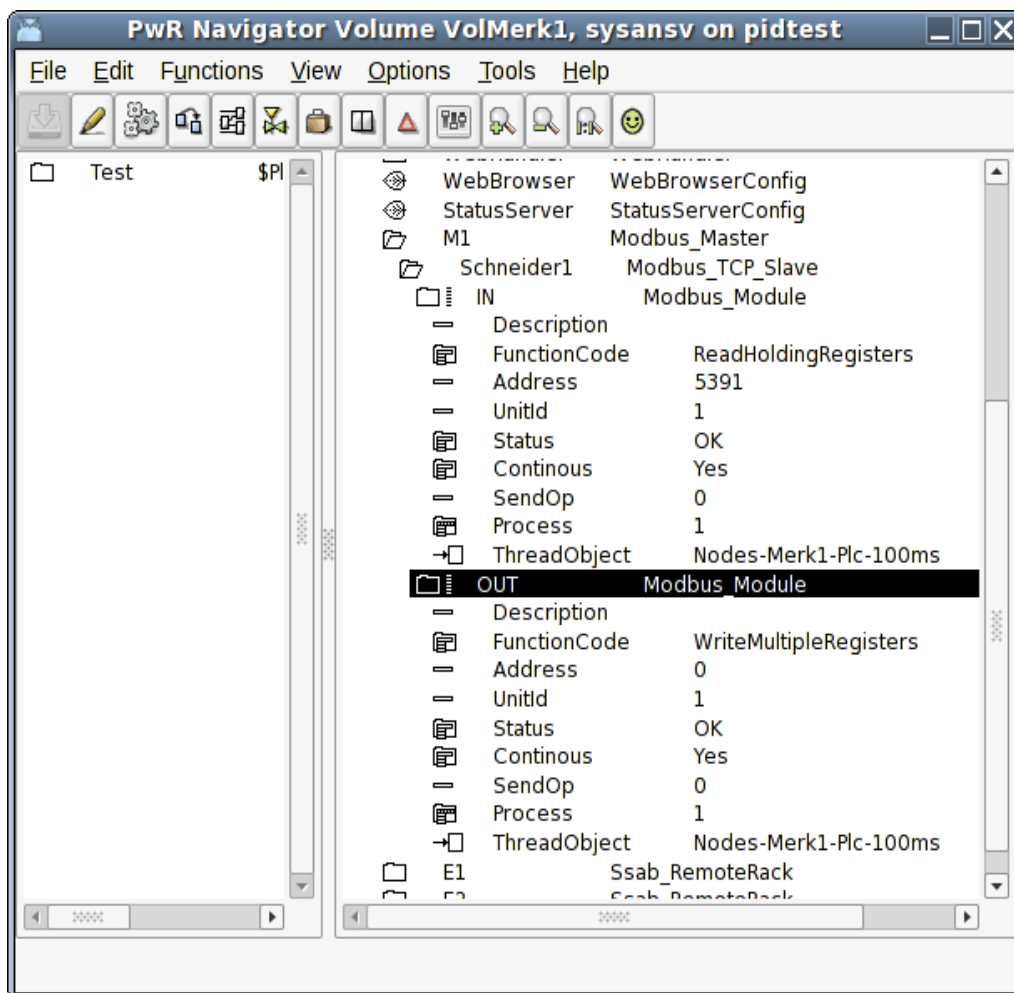 PwR Navigator Volume VolMerk1, sysansv on pidtest
File Edit Functions View Options Tools Help
Test $Pl
WebBrowser WebBrowserConfig
StatusServer StatusServerConfig
M1 Modbus_Master
Schneider1 Modbus_TCP_Slave
IN Modbus_Module
Description
FunctionCode ReadHoldingRegisters
Address 5391
UnitId 1
Status OK
Continous Yes
SendOp 0
Process 1
ThreadObject Nodes-Merk1-Plc-100ms
OUT Modbus_Module
Description
FunctionCode WriteMultipleRegisters
Address 0
UnitId 1
Status OK
Continous Yes
SendOp 0
Process 1
ThreadObject Nodes-Merk1-Plc-100ms
E1 Ssab_RemoteRack